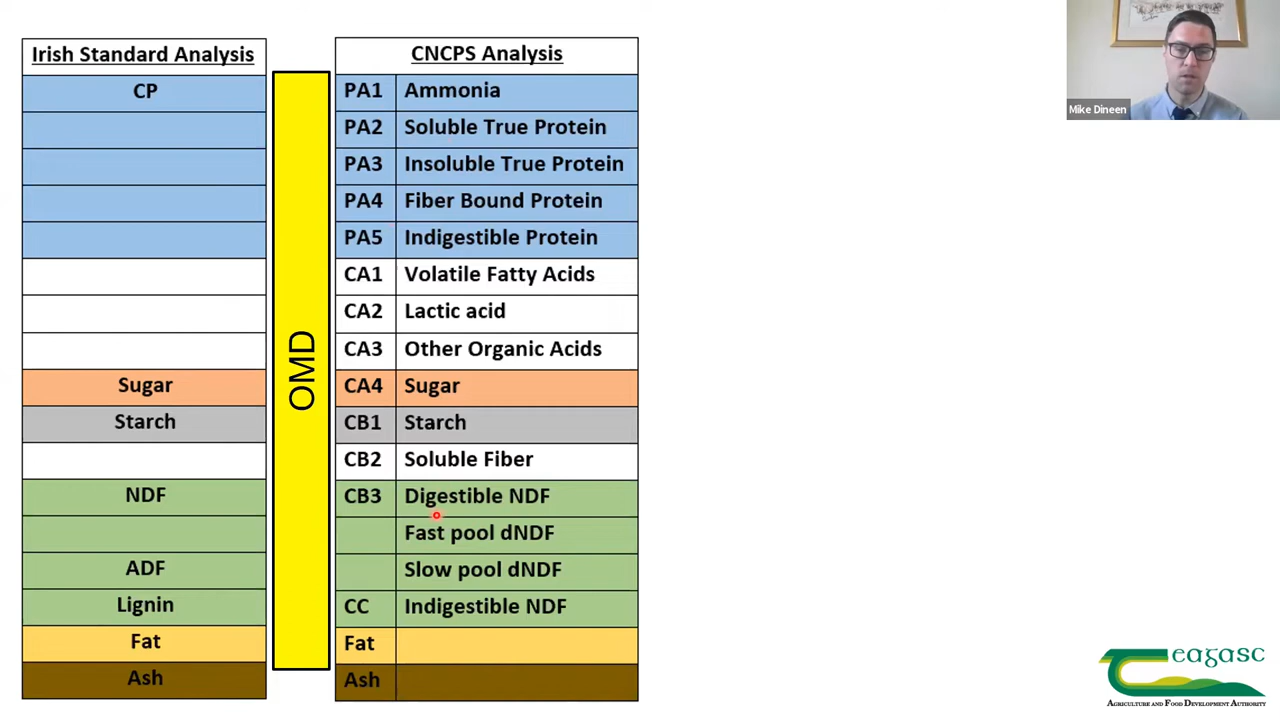 Irish Standard Analysis
CP
Sugar
Starch
NDF
ADF
Lignin
Fat
Ash
OMD
CNCPS Analysis
PA1 Ammonia
PA2 Soluble True Protein
PA3 Insoluble True Protein
PA4 Fiber Bound Protein
PA5 Indigestible Protein
CA1 Volatile Fatty Acids
CA2 Lactic acid
CA3 Other Organic Acids
CA4 Sugar
CB1 Starch
CB2 Soluble Fiber
CB3 Digestible NDF
Fast pool dNDF
Slow pool dNDF
CC Indigestible NDF
Fat
Ash
Mike Dineen
Teagasc
Agriculture and Food Development Authority